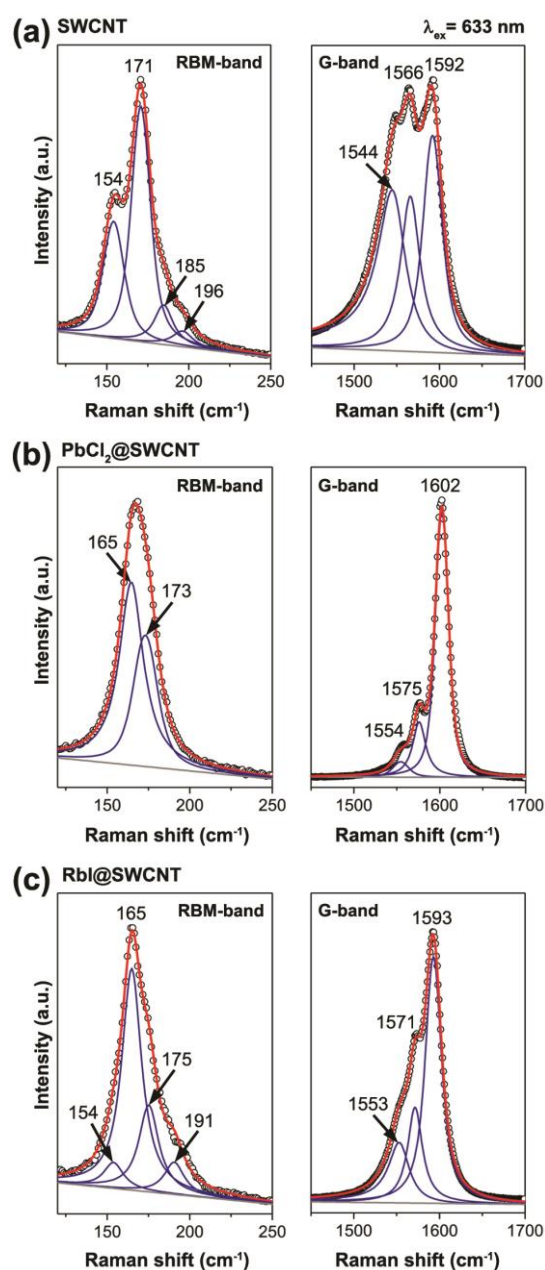 (a) SWCNT λex= 633 nm
171 RBM-band
154
185
196
Intensity (a.u.)
150 200 250
Raman shift (cm-1)
G-band 1566 1592
1544
1500 1600 1700
Raman shift (cm-1)
(b) PbCl2@SWCNT
RBM-band
165
173
Intensity (a.u.)
150 200 250
Raman shift (cm-1)
G-band 1602
1575
1554
1500 1600 1700
Raman shift (cm-1)
(c) RbI@SWCNT
165 RBM-band
175
154 191
Intensity (a.u.)
150 200 250
Raman shift (cm-1)
G-band 1593
1571
1553
1500 1600 1700
Raman shift (cm-1)